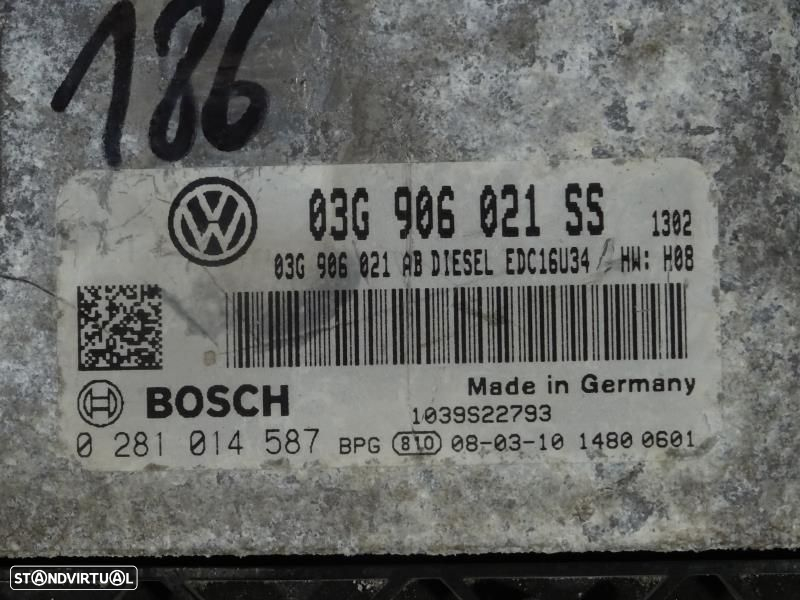 186
03G 906 021 SS 1302
03G 906 021 AB DIESEL EDC16U34 HW: H08
Made in Germany
BOSCH
1039S22793
0 281 014 587 BPG 810 08-03-10 1480 0601
STANDVIRTUAL